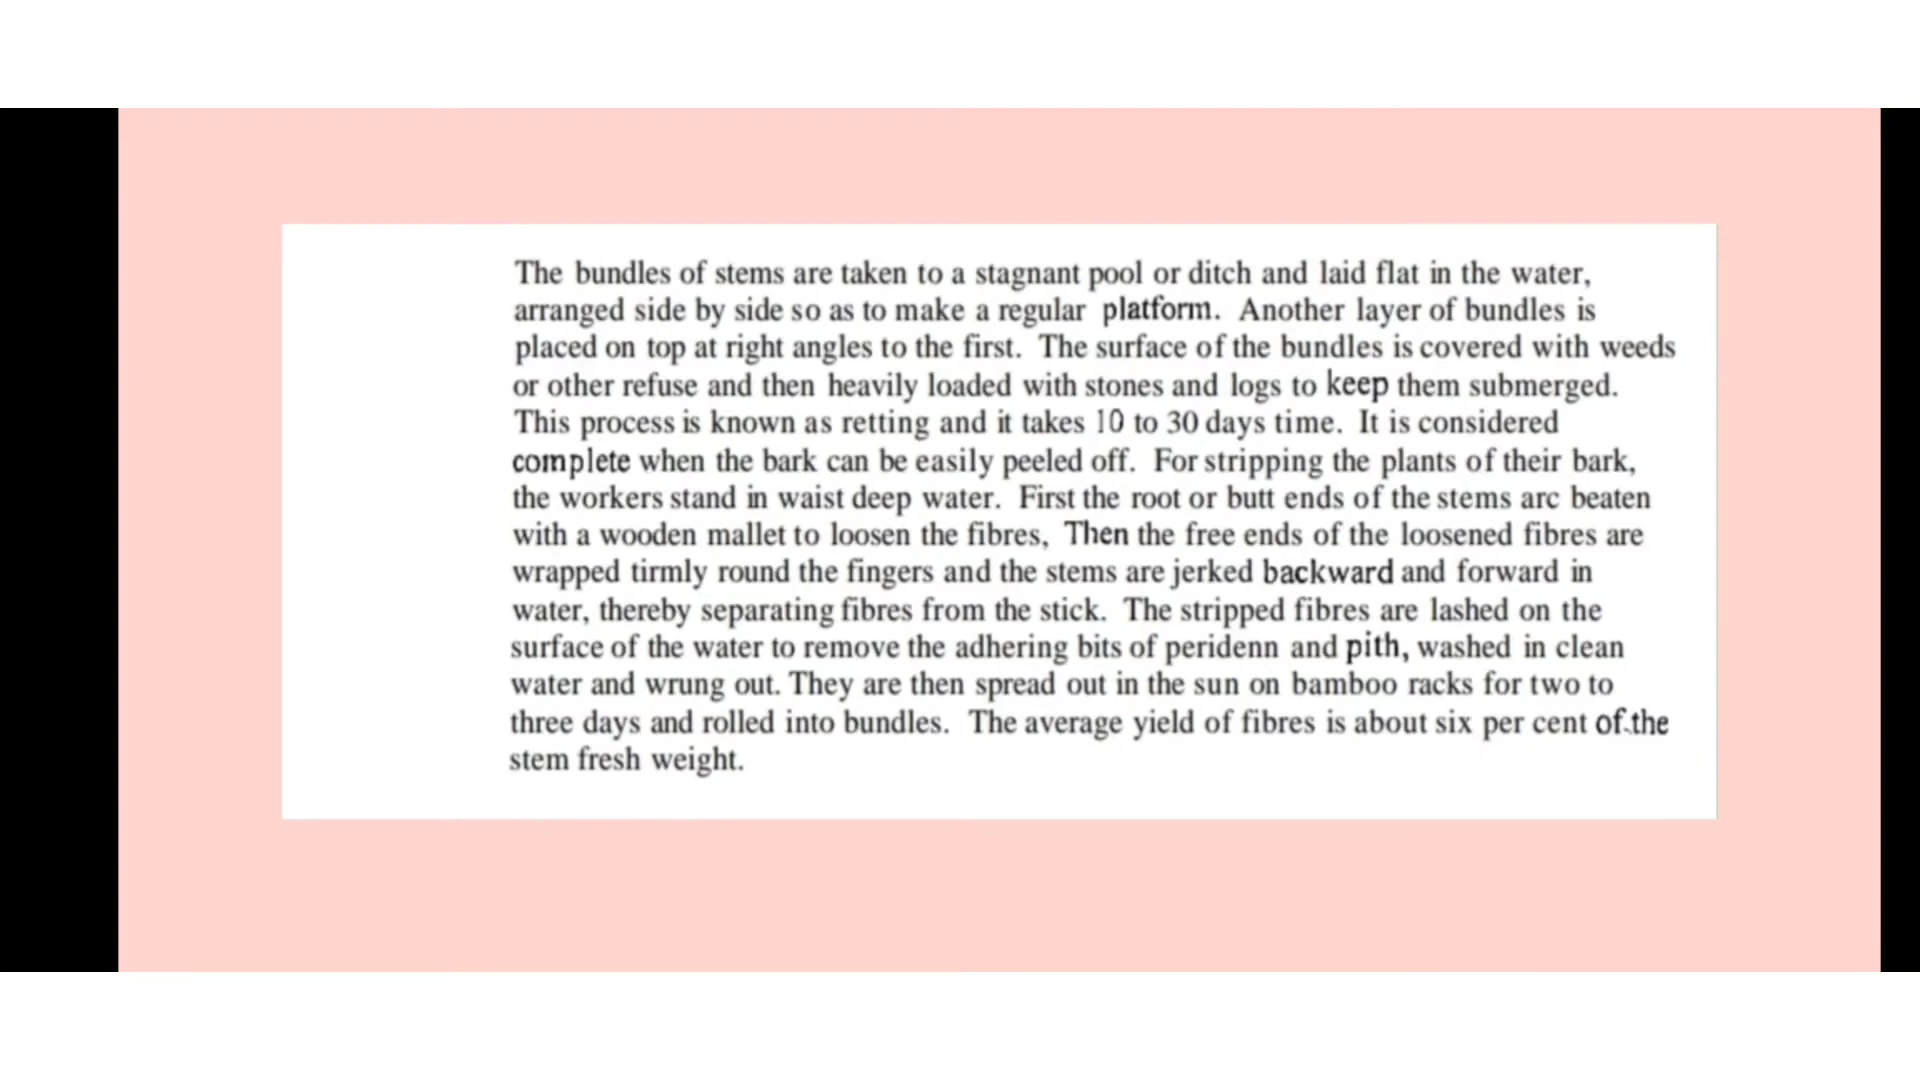 The bundles of stems are taken to a stagnant pool or ditch and laid flat in the water,
arranged side by side so as to make a regular platform. Another layer of bundles is
placed on top at right angles to the first. The surface of the bundles is covered with weeds
or other refuse and then heavily loaded with stones and logs to keep them submerged.
This process is known as retting and it takes 10 to 30 days time. It is considered
complete when the bark can be easily peeled off. For stripping the plants of their bark,
the workers stand in waist deep water. First the root or butt ends of the stems arc beaten
with a wooden mallet to loosen the fibres, Then the free ends of the loosened fibres are
wrapped tirmly round the fingers and the stems are jerked backward and forward in
water, thereby separating fibres from the stick. The stripped fibres are lashed on the
surface of the water to remove the adhering bits of peridenn and pith, washed in clean
water and wrung out. They are then spread out in the sun on bamboo racks for two to
three days and rolled into bundles. The average yield of fibres is about six per cent of.the
stem fresh weight.